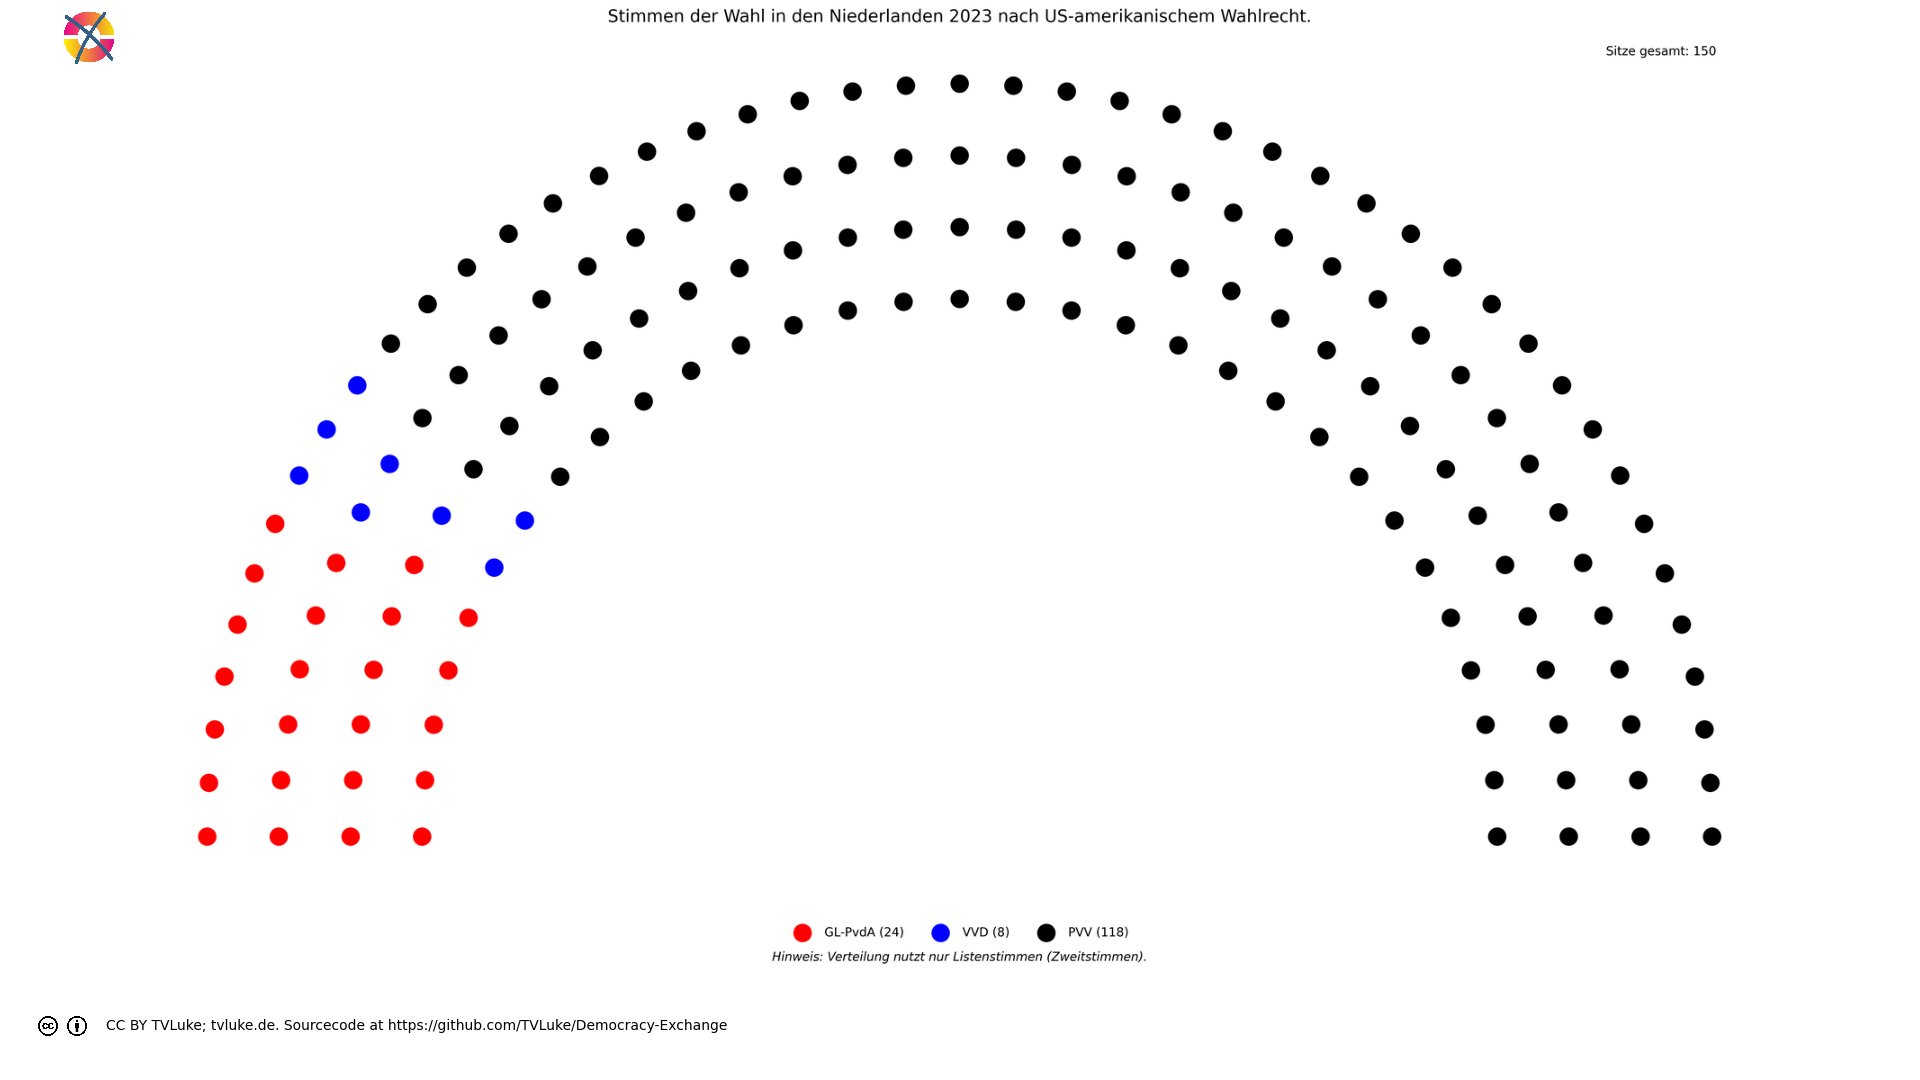 Stimmen der Wahl in den Niederlanden 2023 nach US-amerikanischem Wahlrecht.
Sitze gesamt: 150
GL-PvdA (24) VVD (8) PVV (118)
Hinweis: Verteilung nutzt nur Listenstimmen (Zweitstimmen).
cc CC BY TVLuke; tvluke.de. Sourcecode at https://github.com/TVLuke/Democracy-Exchange